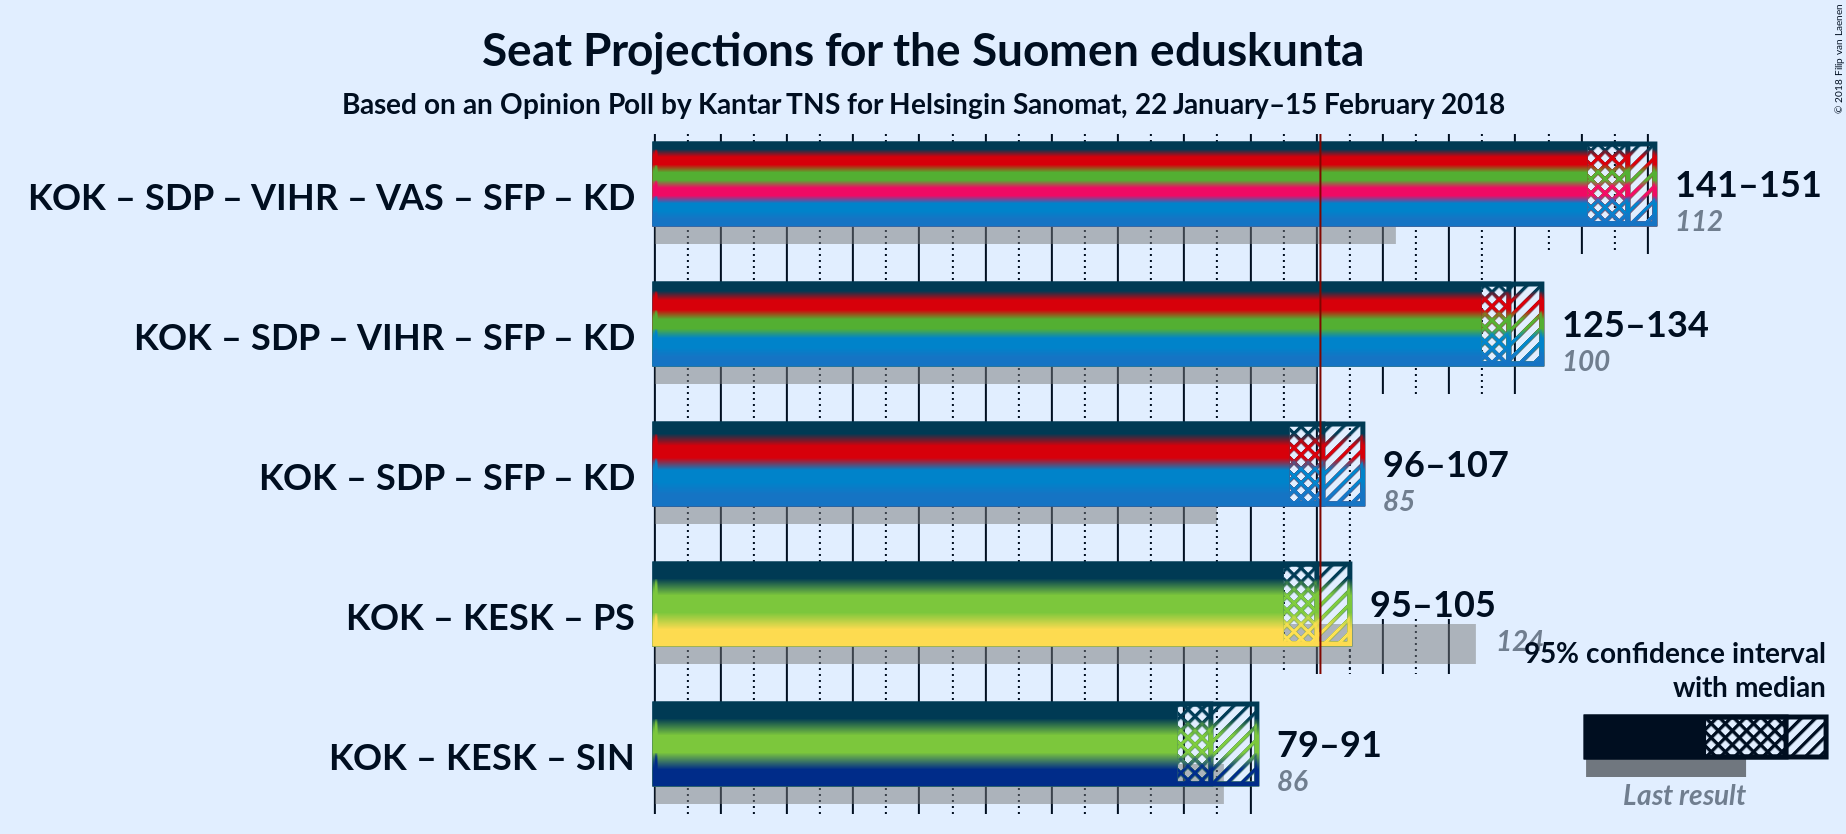 Seat Projections for the Suomen eduskunta
Based on an Opinion Poll by Kantar TNS for Helsingin Sanomat, 22 January–15 February 2018
© 2018 Filip van Laenen
KOK – SDP – VIHR – VAS – SFP – KD
141–151
112
KOK – SDP – VIHR – SFP – KD
125–134
100
KOK – SDP – SFP – KD
96–107
85
KOK – KESK – PS
95–105
124
KOK – KESK – SIN
79–91
86
95% confidence interval
with median
Last result